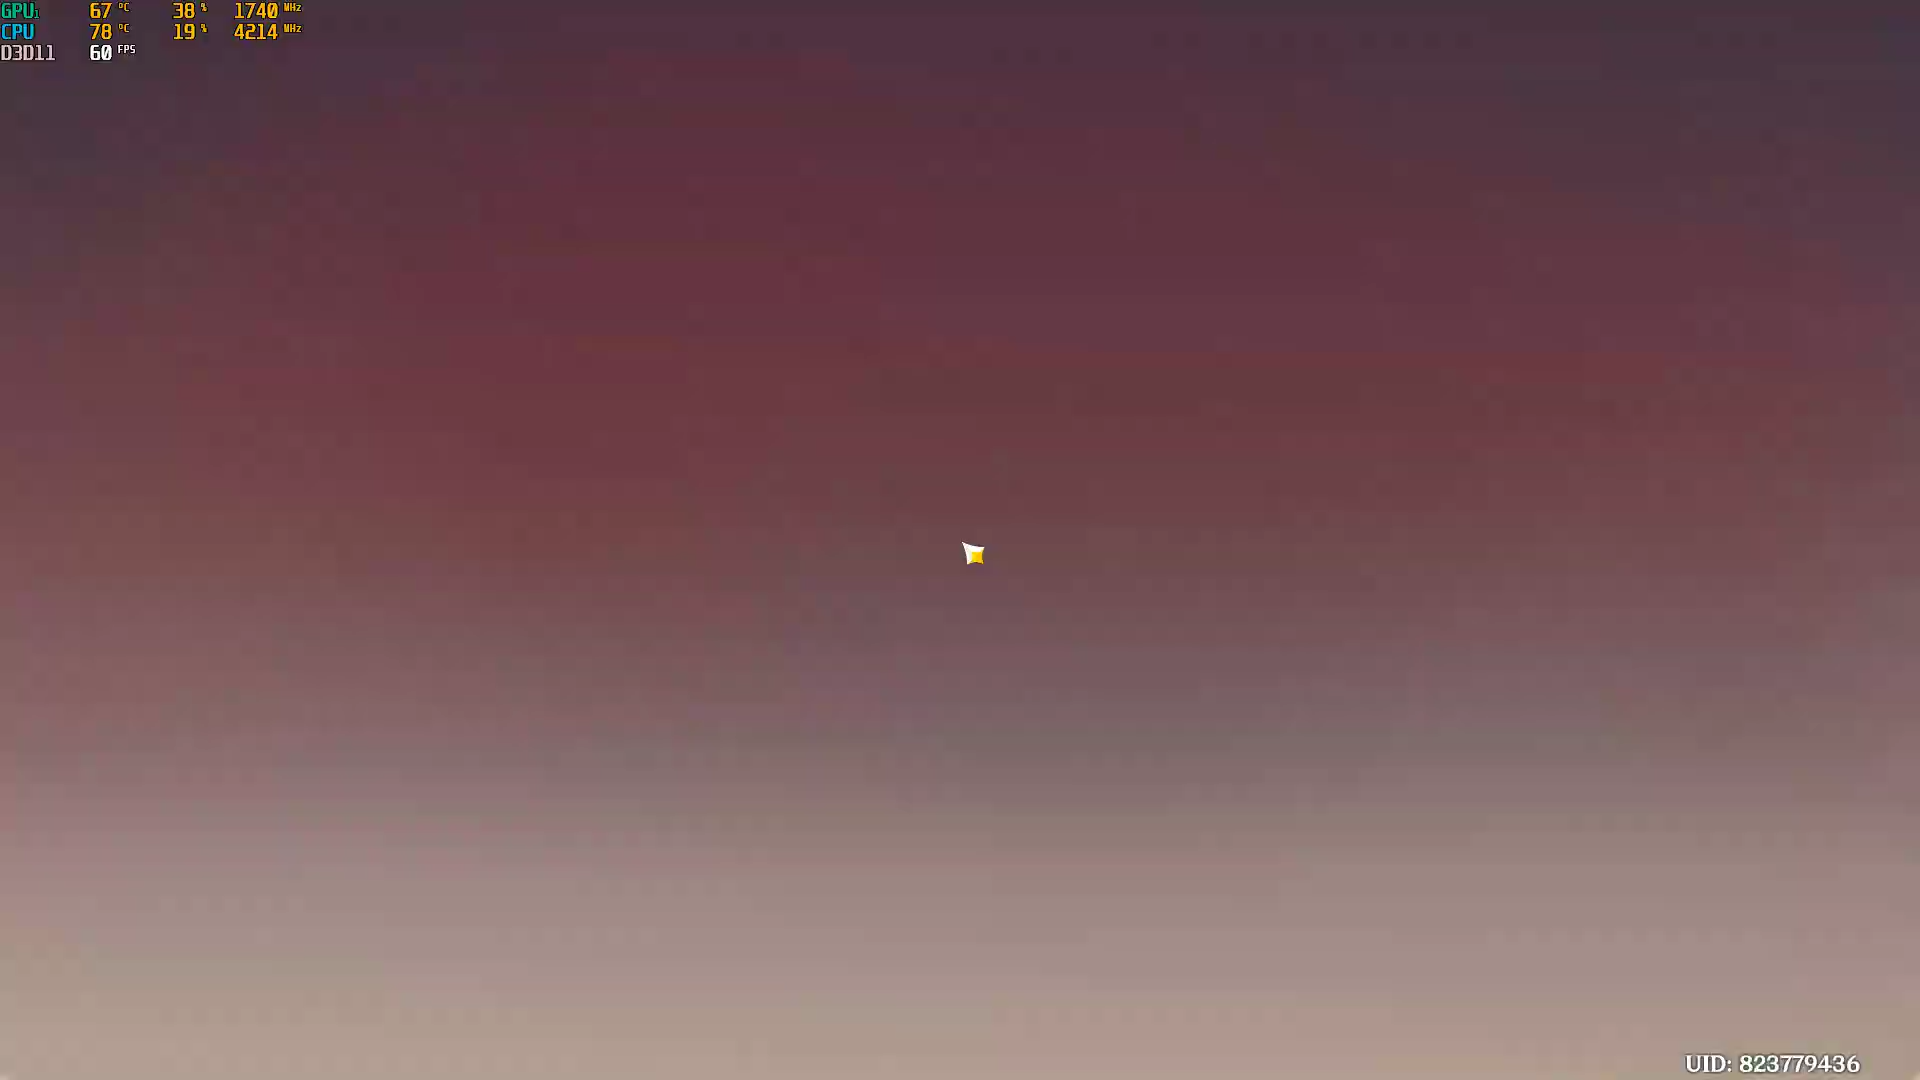 GPU1 67 °C 38 % 1740 MHz
CPU 78 °C 19 % 4214 MHz
D3D11 60 FPS
UID: 823779436